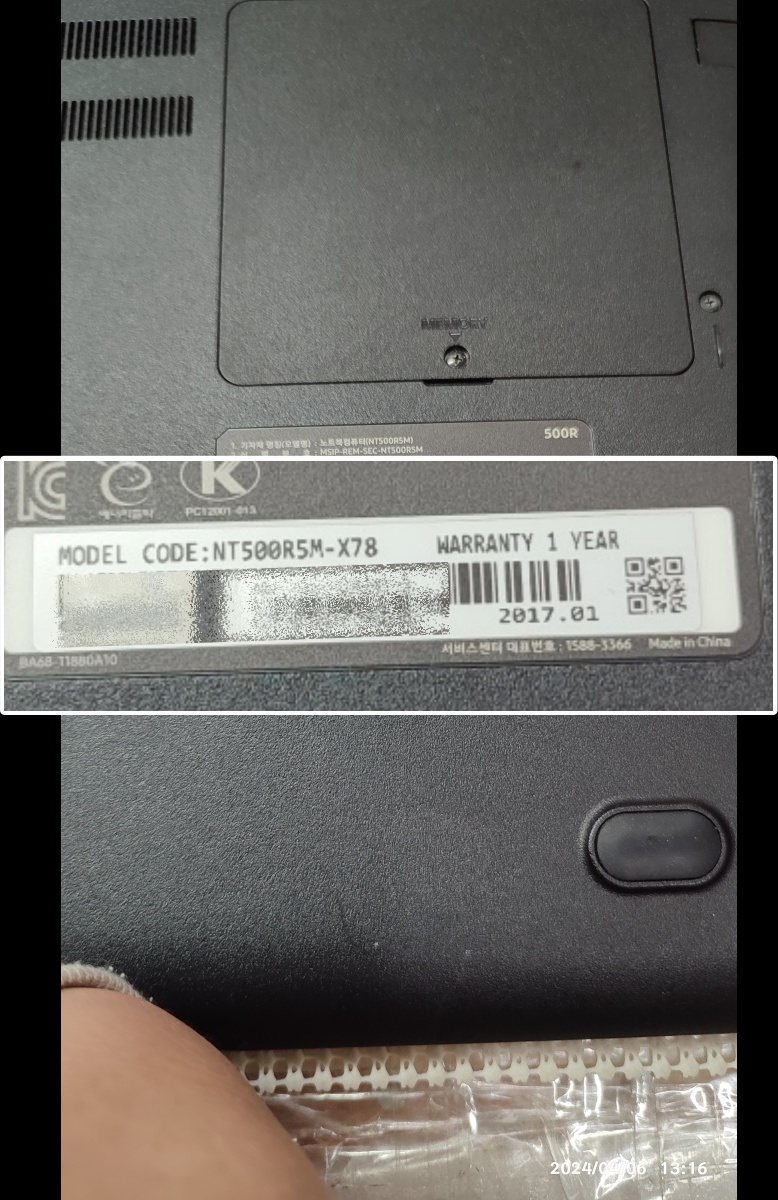 MEMORY
500R
1. 기자재 명칭(모델명) : 노트북컴퓨터(NT500R5M)
MSIP-REM-SEC-NT500R5M
K
PC12001-013
MODEL CODE:NT500R5M-X78
WARRANTY 1 YEAR
2017.01
BA68-11880A10
서비스센터 대표번호 : 1588-3366 Made in China
13:16